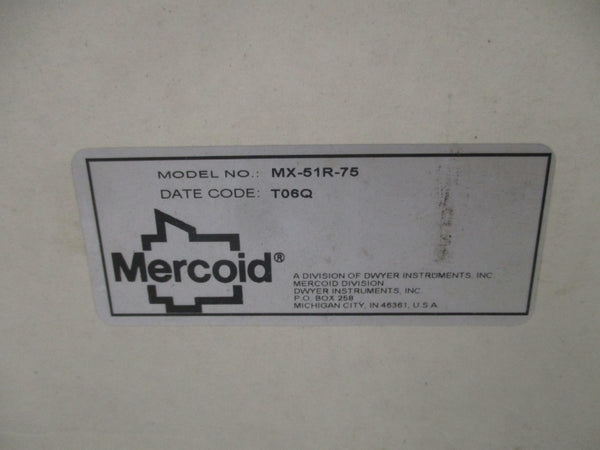 MODEL NO.: MX-51R-75
DATE CODE: T06Q
Mercoid®
A DIVISION OF DWYER INSTRUMENTS, INC.
MERCOID DIVISION
DWYER INSTRUMENTS, INC.
P.O. BOX 258
MICHIGAN CITY, IN 46361, U.S.A.